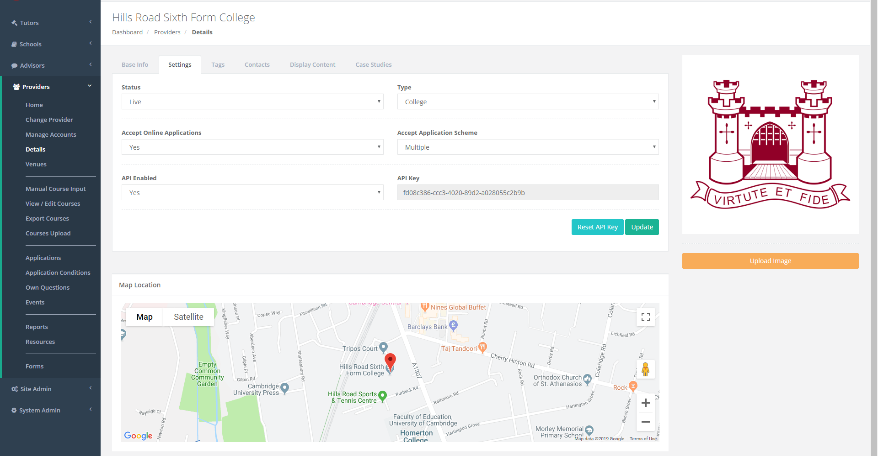 Hills Road Sixth Form College
Dashboard / Providers / Details
Tutors
Schools
Advisors
Providers
Home
Change Provider
Manage Accounts
Details
Venues
Manual Course Input
View / Edit Courses
Export Courses
Courses Upload
Applications
Application Conditions
Own Questions
Events
Reports
Resources
Forms
Site Admin
System Admin
Base Info Settings Tags Contacts Display Content Case Studies
Status Type
Live College
Accept Online Applications Accept Application Scheme
Yes Multiple
API Enabled API Key
Yes fd08c386-ccc3-4020-89d2-a028055c2b9b
Reset API Key Update
VIRTUTE ET FIDE
Upload Image
Map Location
Map Satellite
Nines Global Buffet
Barclays Bank
Tripos Court
Taj Tandoori
Cherry Hinton Rd
Hills Road Sixth
Form College
Empty
Common
Community
Garden
Cambridge
University Press
Hills Road Sports
& Tennis Centre
Orthodox Church
of St. Athanasios
Rock
Faculty of Education,
University of Cambridge
Homerton
College
Morley Memorial
Primary School
Google
Map data ©2019 Google Terms of Use